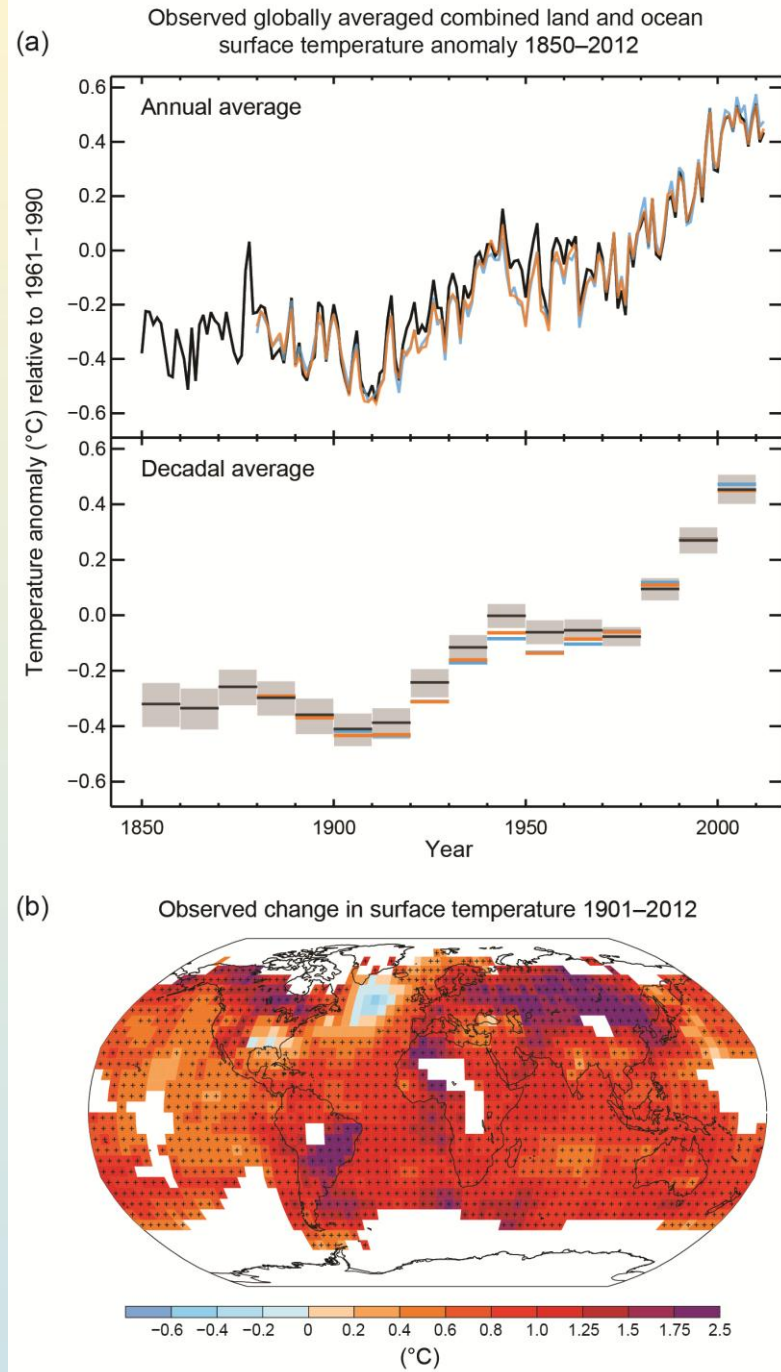 Observed globally averaged combined land and ocean
surface temperature anomaly 1850–2012
(a)
Temperature anomaly (°C) relative to 1961–1990
Annual average
0.6
0.4
0.2
0.0
−0.2
−0.4
−0.6
Decadal average
0.6
0.4
0.2
0.0
−0.2
−0.4
−0.6
1850 1900 1950 2000
Year
(b)
Observed change in surface temperature 1901–2012
−0.6 −0.4 −0.2 0 0.2 0.4 0.6 0.8 1.0 1.25 1.5 1.75 2.5
(°C)